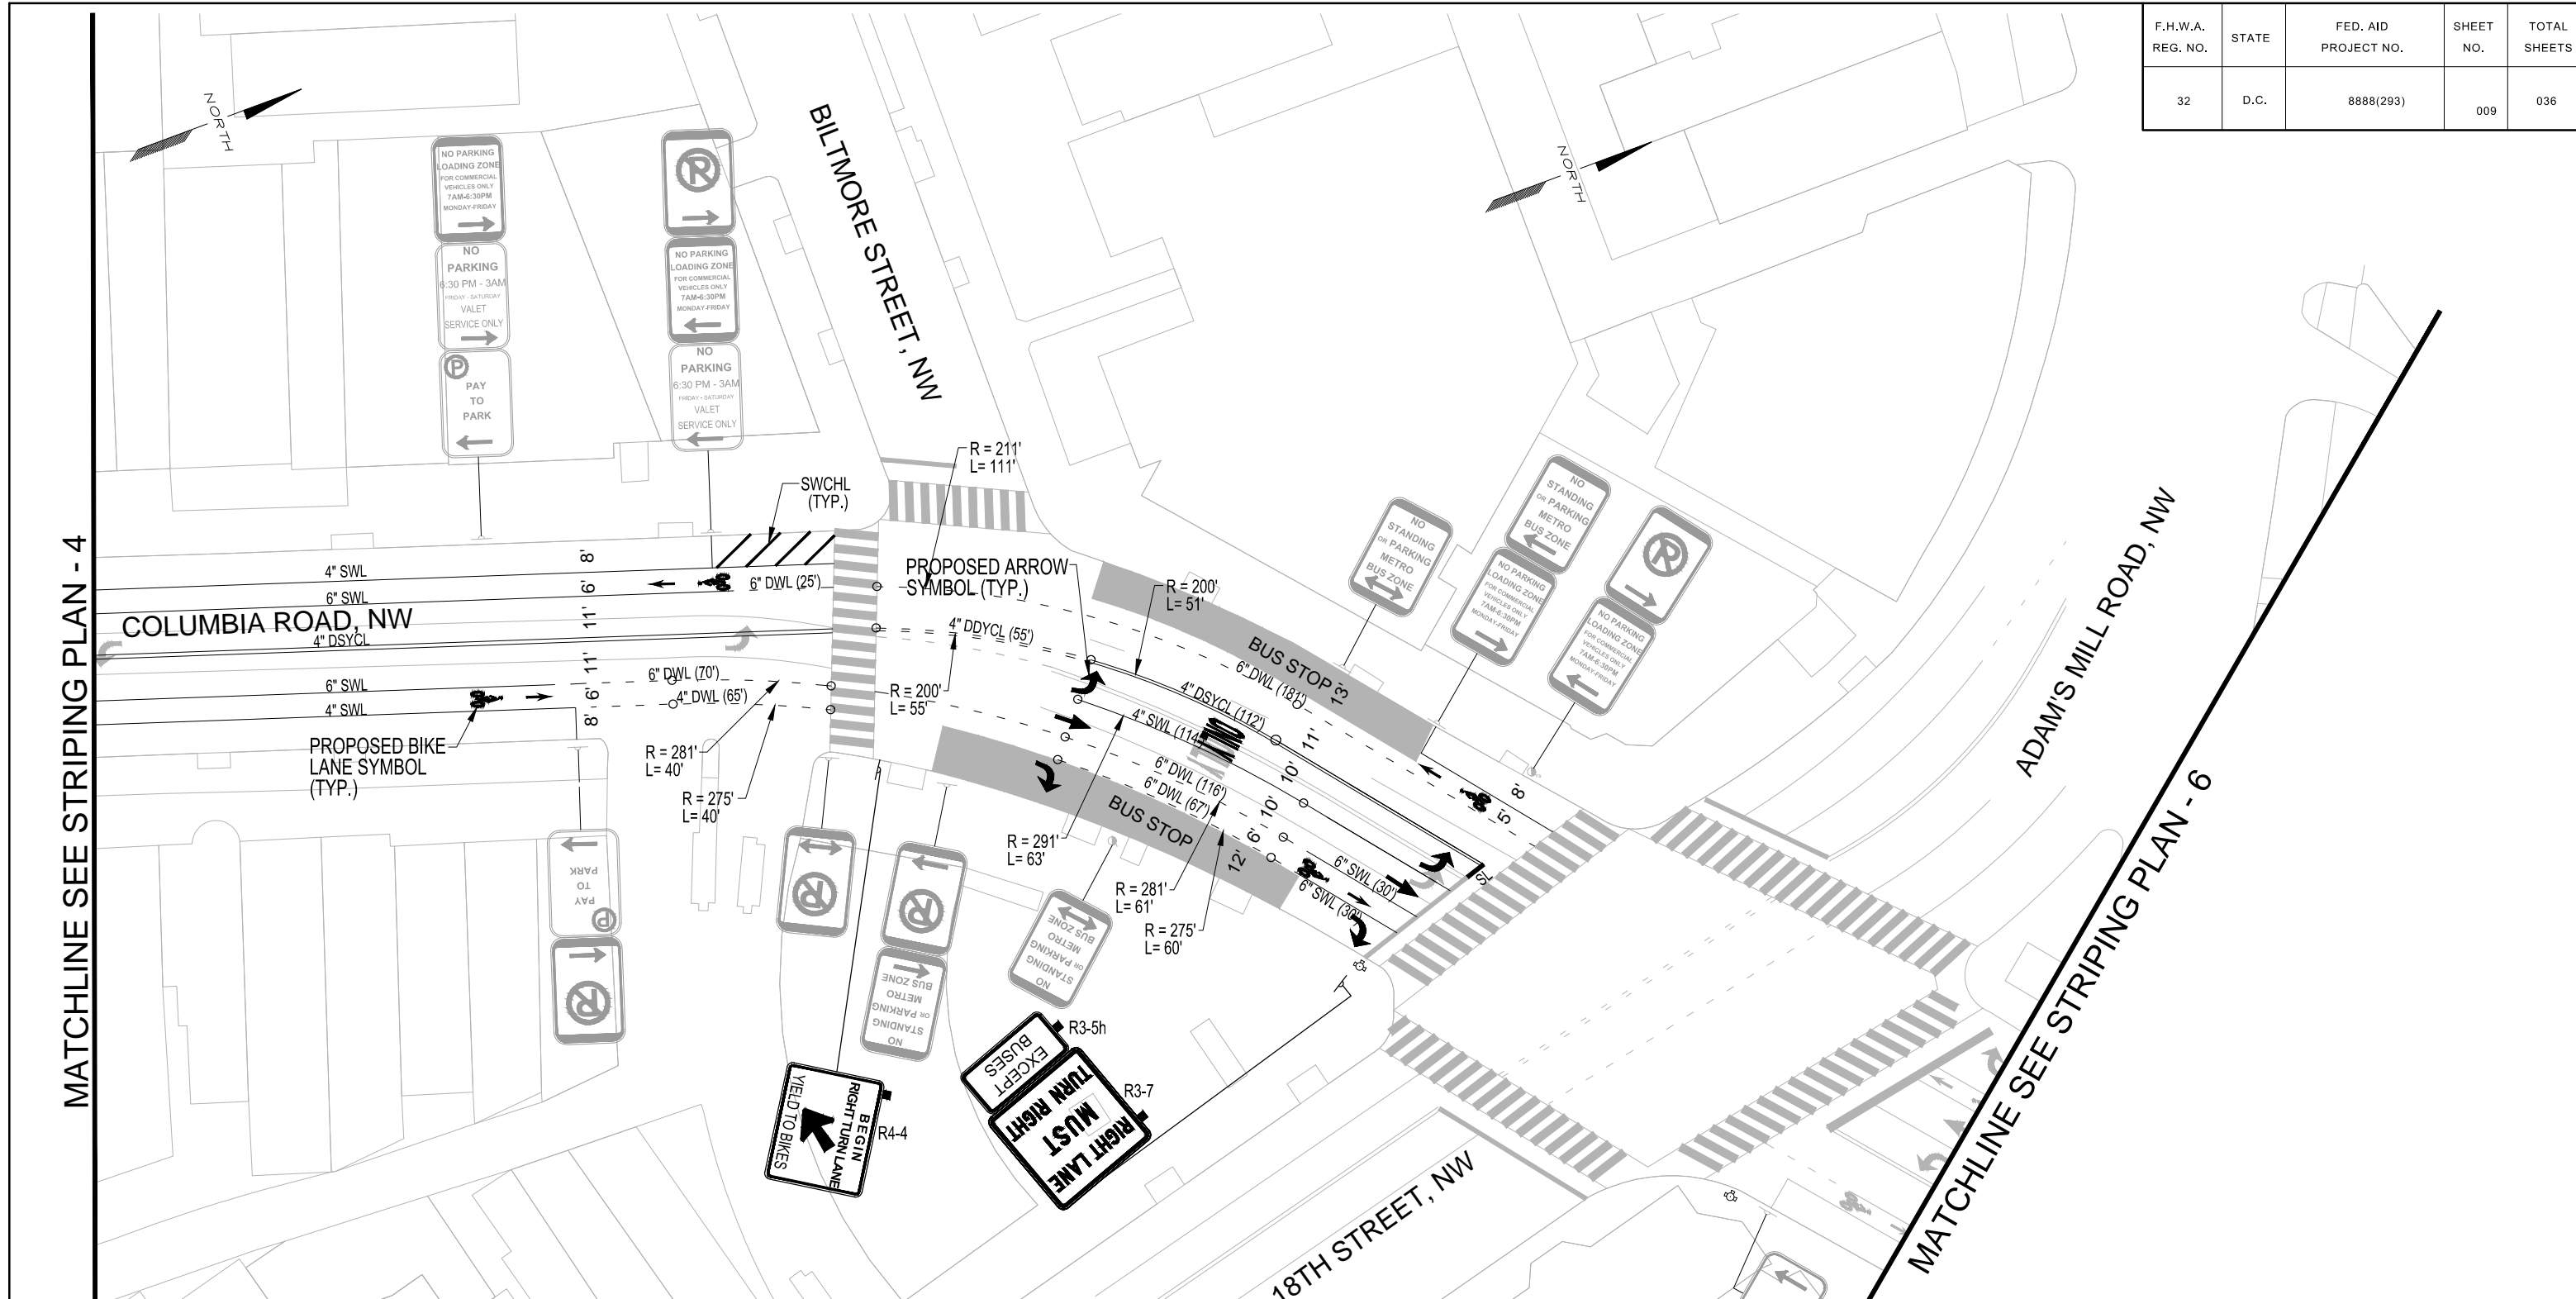 F.H.W.A.
REG. NO.
STATE
FED. AID
PROJECT NO.
SHEET
NO.
TOTAL
SHEETS
32
D.C.
8888(293)
009
036
NORTH
NORTH
MATCHLINE SEE STRIPING PLAN - 4
NO PARKING
LOADING ZONE
FOR COMMERCIAL
VEHICLES ONLY
7AM-6:30PM
MONDAY-FRIDAY
NO
PARKING
6:30 PM - 3AM
FRIDAY - SATURDAY
VALET
SERVICE ONLY
P
PAY
TO
PARK
P
NO PARKING
LOADING ZONE
FOR COMMERCIAL
VEHICLES ONLY
7AM-6:30PM
MONDAY-FRIDAY
NO
PARKING
6:30 PM - 3AM
FRIDAY - SATURDAY
VALET
SERVICE ONLY
BILTMORE STREET, NW
R = 211'
L= 111'
SWCHL
(TYP.)
PROPOSED ARROW
SYMBOL (TYP.)
R = 200'
L= 51'
NO
STANDING
OR PARKING
METRO
BUS ZONE
NO
STANDING
OR PARKING
METRO
BUS ZONE
NO PARKING
LOADING ZONE
FOR COMMERCIAL
VEHICLES ONLY
7AM-6:30PM
MONDAY-FRIDAY
P
NO PARKING
LOADING ZONE
FOR COMMERCIAL
VEHICLES ONLY
7AM-6:30PM
MONDAY-FRIDAY
ADAM'S MILL ROAD, NW
4" SWL
6" SWL
COLUMBIA ROAD, NW
4" DSYCL
6" SWL
4" SWL
8'
6'
11'
11'
6'
8'
6" DWL (25')
6" DWL (70')
4" DWL (65')
4" DDYCL (55')
R = 200'
L= 55'
BUS STOP
6" DWL (181')
13'
4" DSYCL (112')
4" SWL (114')
ONLY
11'
10'
10'
6'
12'
8'
5'
6" DWL (116')
6" DWL (67')
BUS STOP
6" SWL (30')
6" SWL (30')
SL
PROPOSED BIKE
LANE SYMBOL
(TYP.)
R = 281'
L= 40'
R = 275'
L= 40'
R = 291'
L= 63'
R = 281'
L= 61'
R = 275'
L= 60'
PAY
TO
PARK
P
P
P
P
NO
STANDING
OR PARKING
METRO
BUS ZONE
NO
STANDING
OR PARKING
METRO
BUS ZONE
BEGIN
RIGHT TURN LANE
YIELD TO BIKES
R4-4
EXCEPT
BUSES
R3-5h
RIGHT LANE
MUST
TURN RIGHT
R3-7
18TH STREET, NW
MATCHLINE SEE STRIPING PLAN - 6